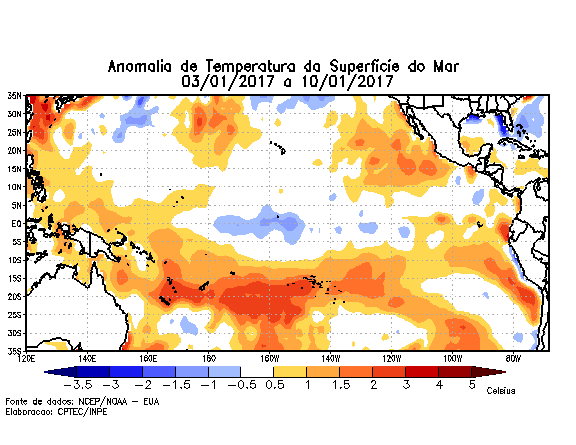 Anomalia de Temperatura da Superfície do Mar
03/01/2017 a 10/01/2017
35N
30N
25N
20N
15N
10N
5N
EQ
5S
10S
15S
20S
25S
30S
35S
120E 140E 160E 180 160W 140W 120W 100W 80W
−3.5 −3 −2 −1.5 −1 −0.5 0.5 1 2 3 4 5
Celsius
Fonte de dados: NCEP/NOAA − EUA
Elaboracao: CPTEC/INPE